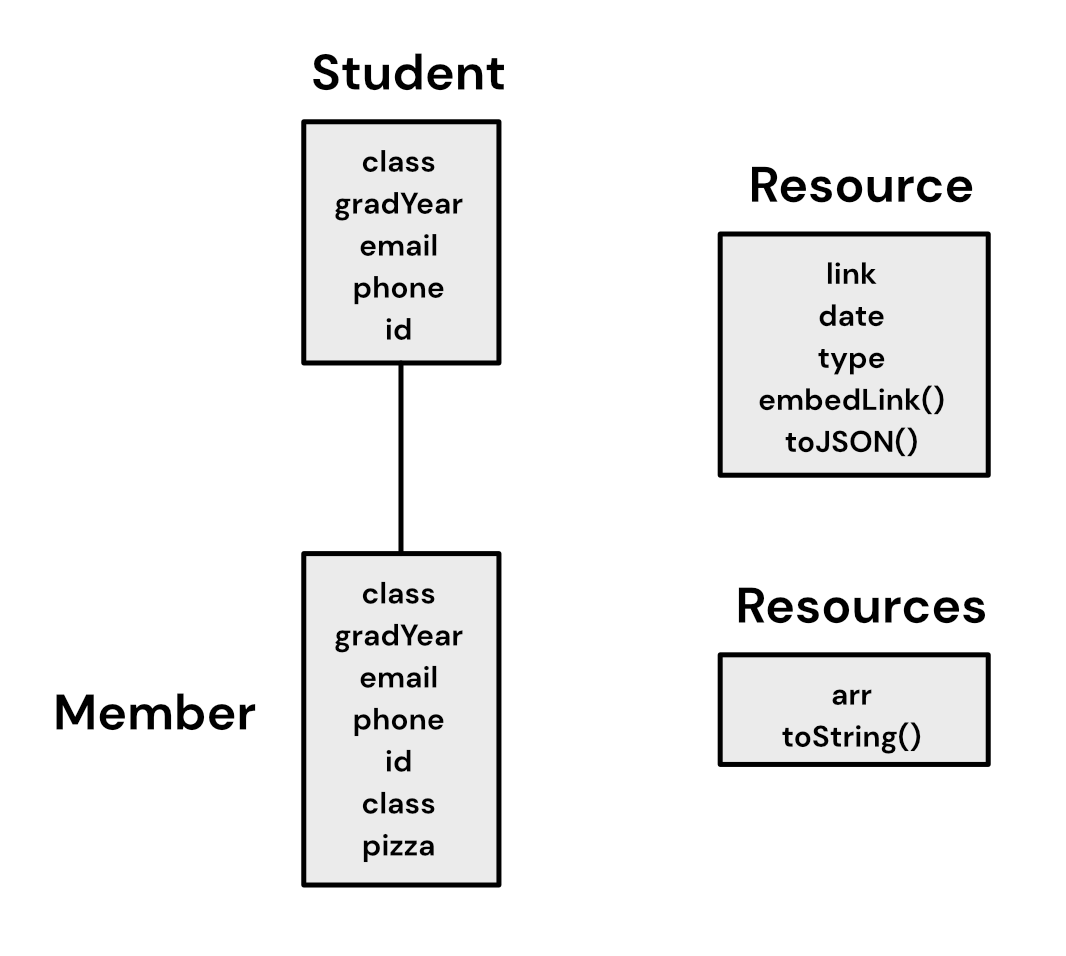 Student
class
gradYear
email
phone
id
Member
class
gradYear
email
phone
id
class
pizza
Resource
link
date
type
embedLink()
toJSON()
Resources
arr
toString()